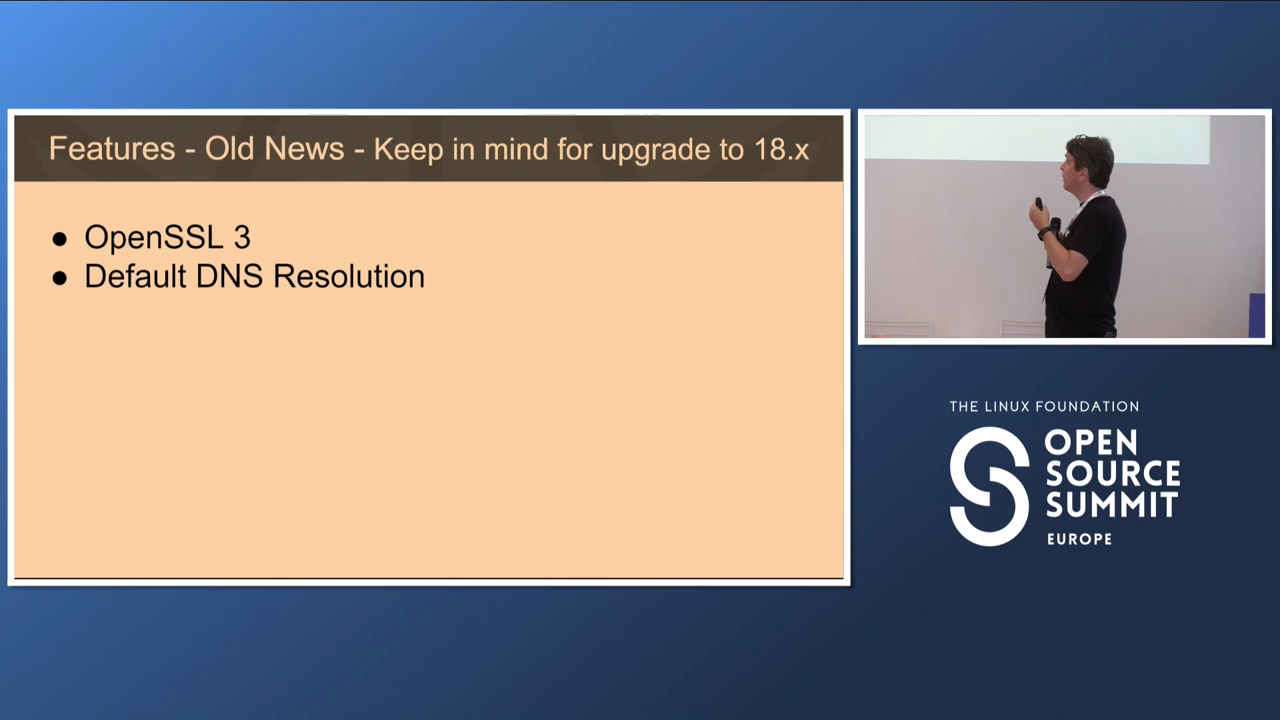 Features - Old News - Keep in mind for upgrade to 18.x
● OpenSSL 3
● Default DNS Resolution
THE LINUX FOUNDATION
OPEN
SOURCE
SUMMIT
EUROPE